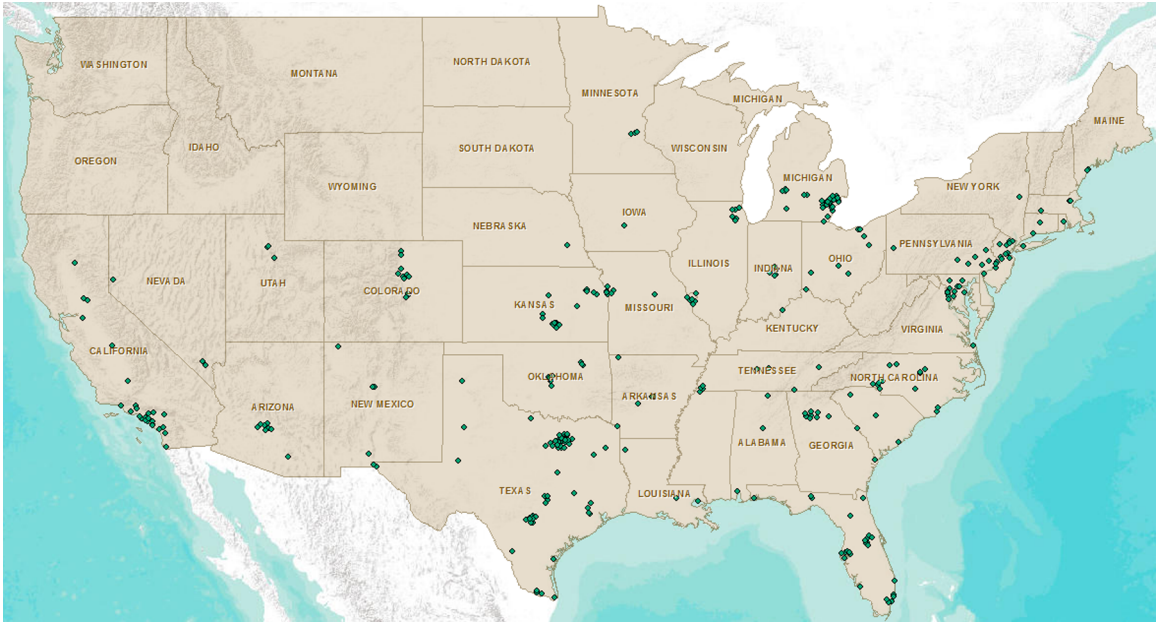 WASHINGTON
MONTANA
NORTH DAKOTA
MINNESOTA
MICHIGAN
MAINE
OREGON
IDAHO
SOUTH DAKOTA
WISCONSIN
MICHIGAN
NEW YORK
WYOMING
IOWA
NEBRASKA
PENNSYLVANIA
NEVADA
UTAH
COLORADO
ILLINOIS
INDIANA
OHIO
KANSAS
MISSOURI
KENTUCKY
VIRGINIA
CALIFORNIA
ARIZONA
NEW MEXICO
OKLAHOMA
ARKANSAS
TENNESSEE
NORTH CAROLINA
ALABAMA
GEORGIA
TEXAS
LOUISIANA